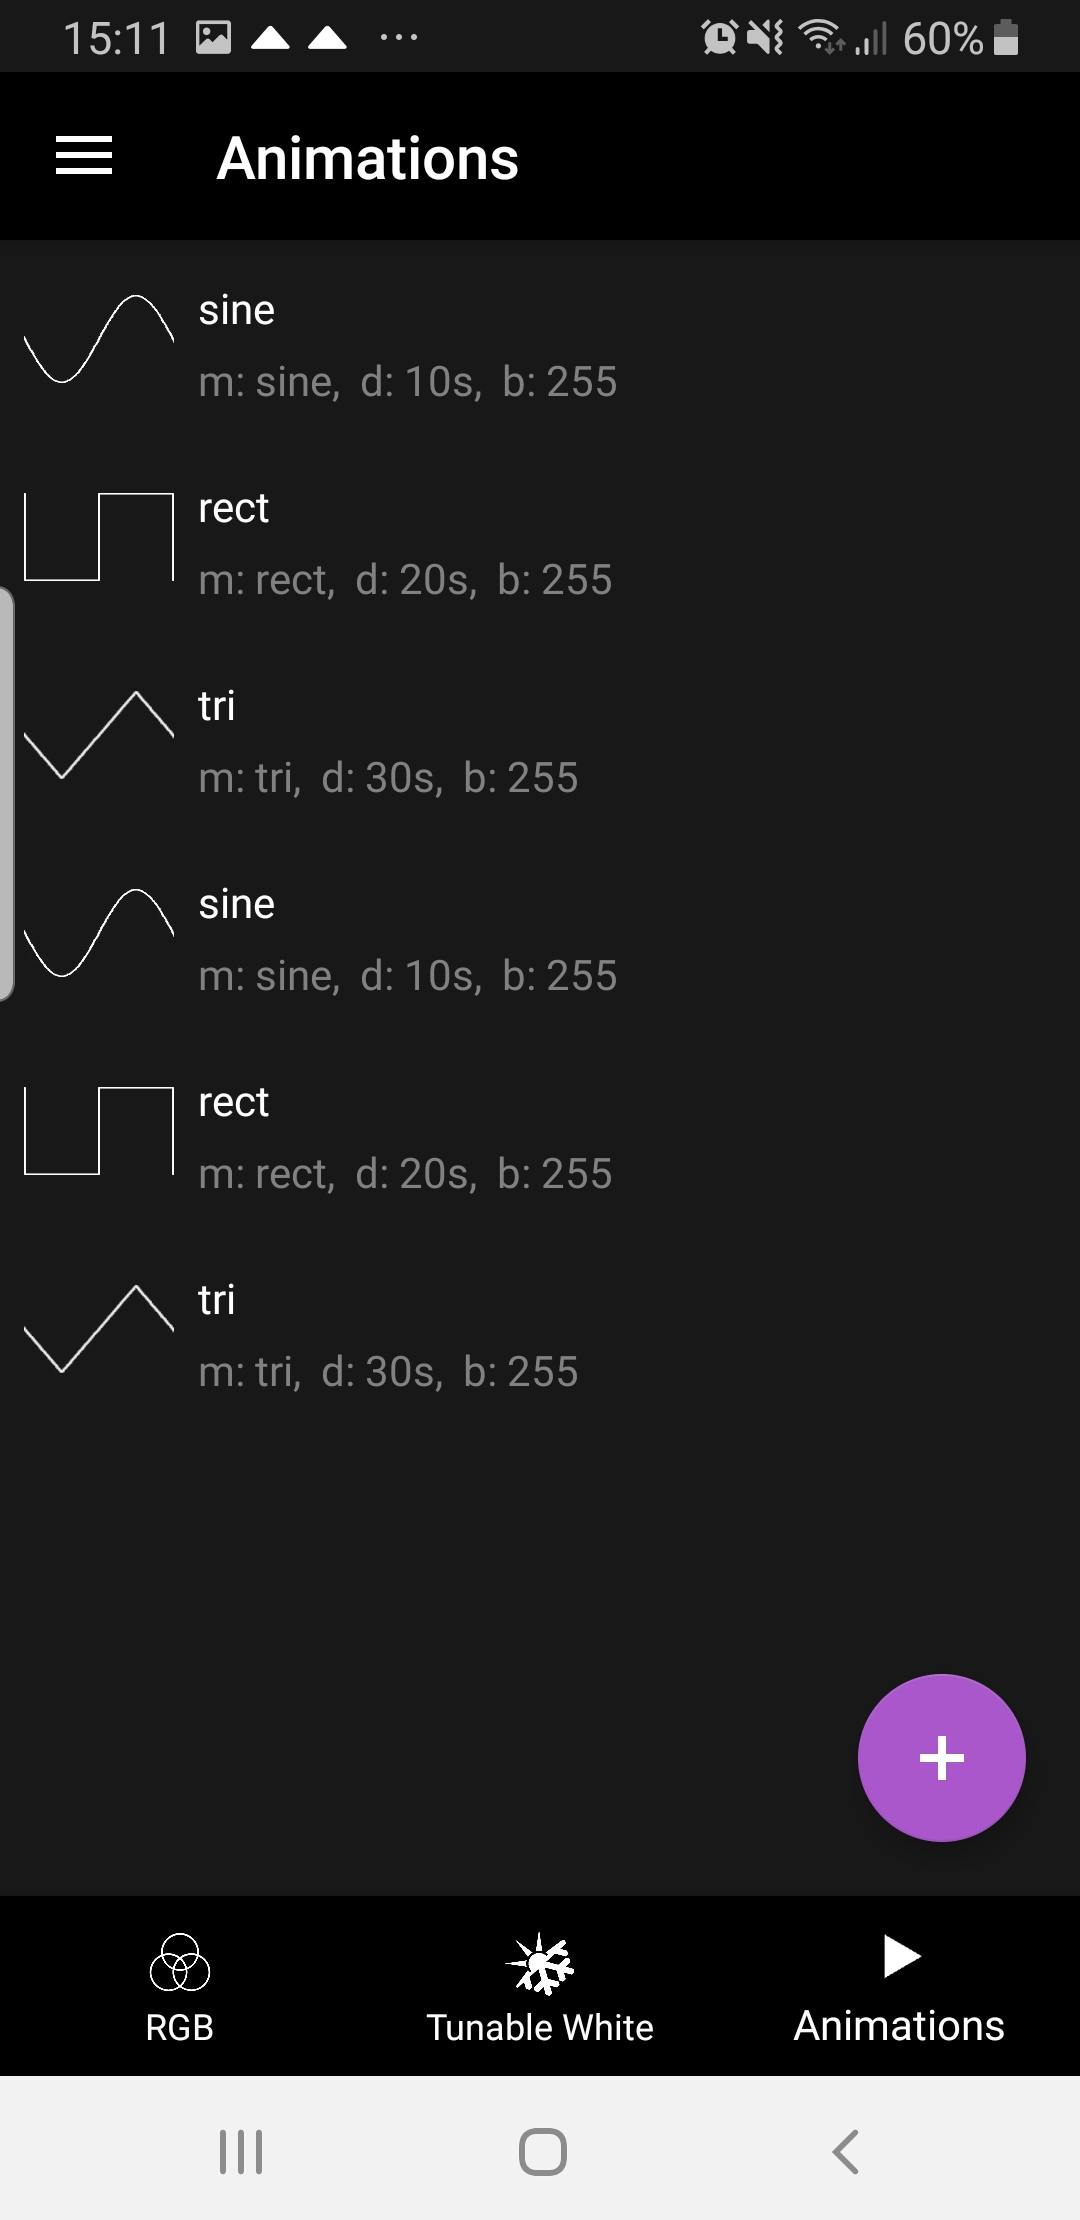 15:11 60%
Animations
sine
m: sine, d: 10s, b: 255
rect
m: rect, d: 20s, b: 255
tri
m: tri, d: 30s, b: 255
sine
m: sine, d: 10s, b: 255
rect
m: rect, d: 20s, b: 255
tri
m: tri, d: 30s, b: 255
RGB Tunable White Animations